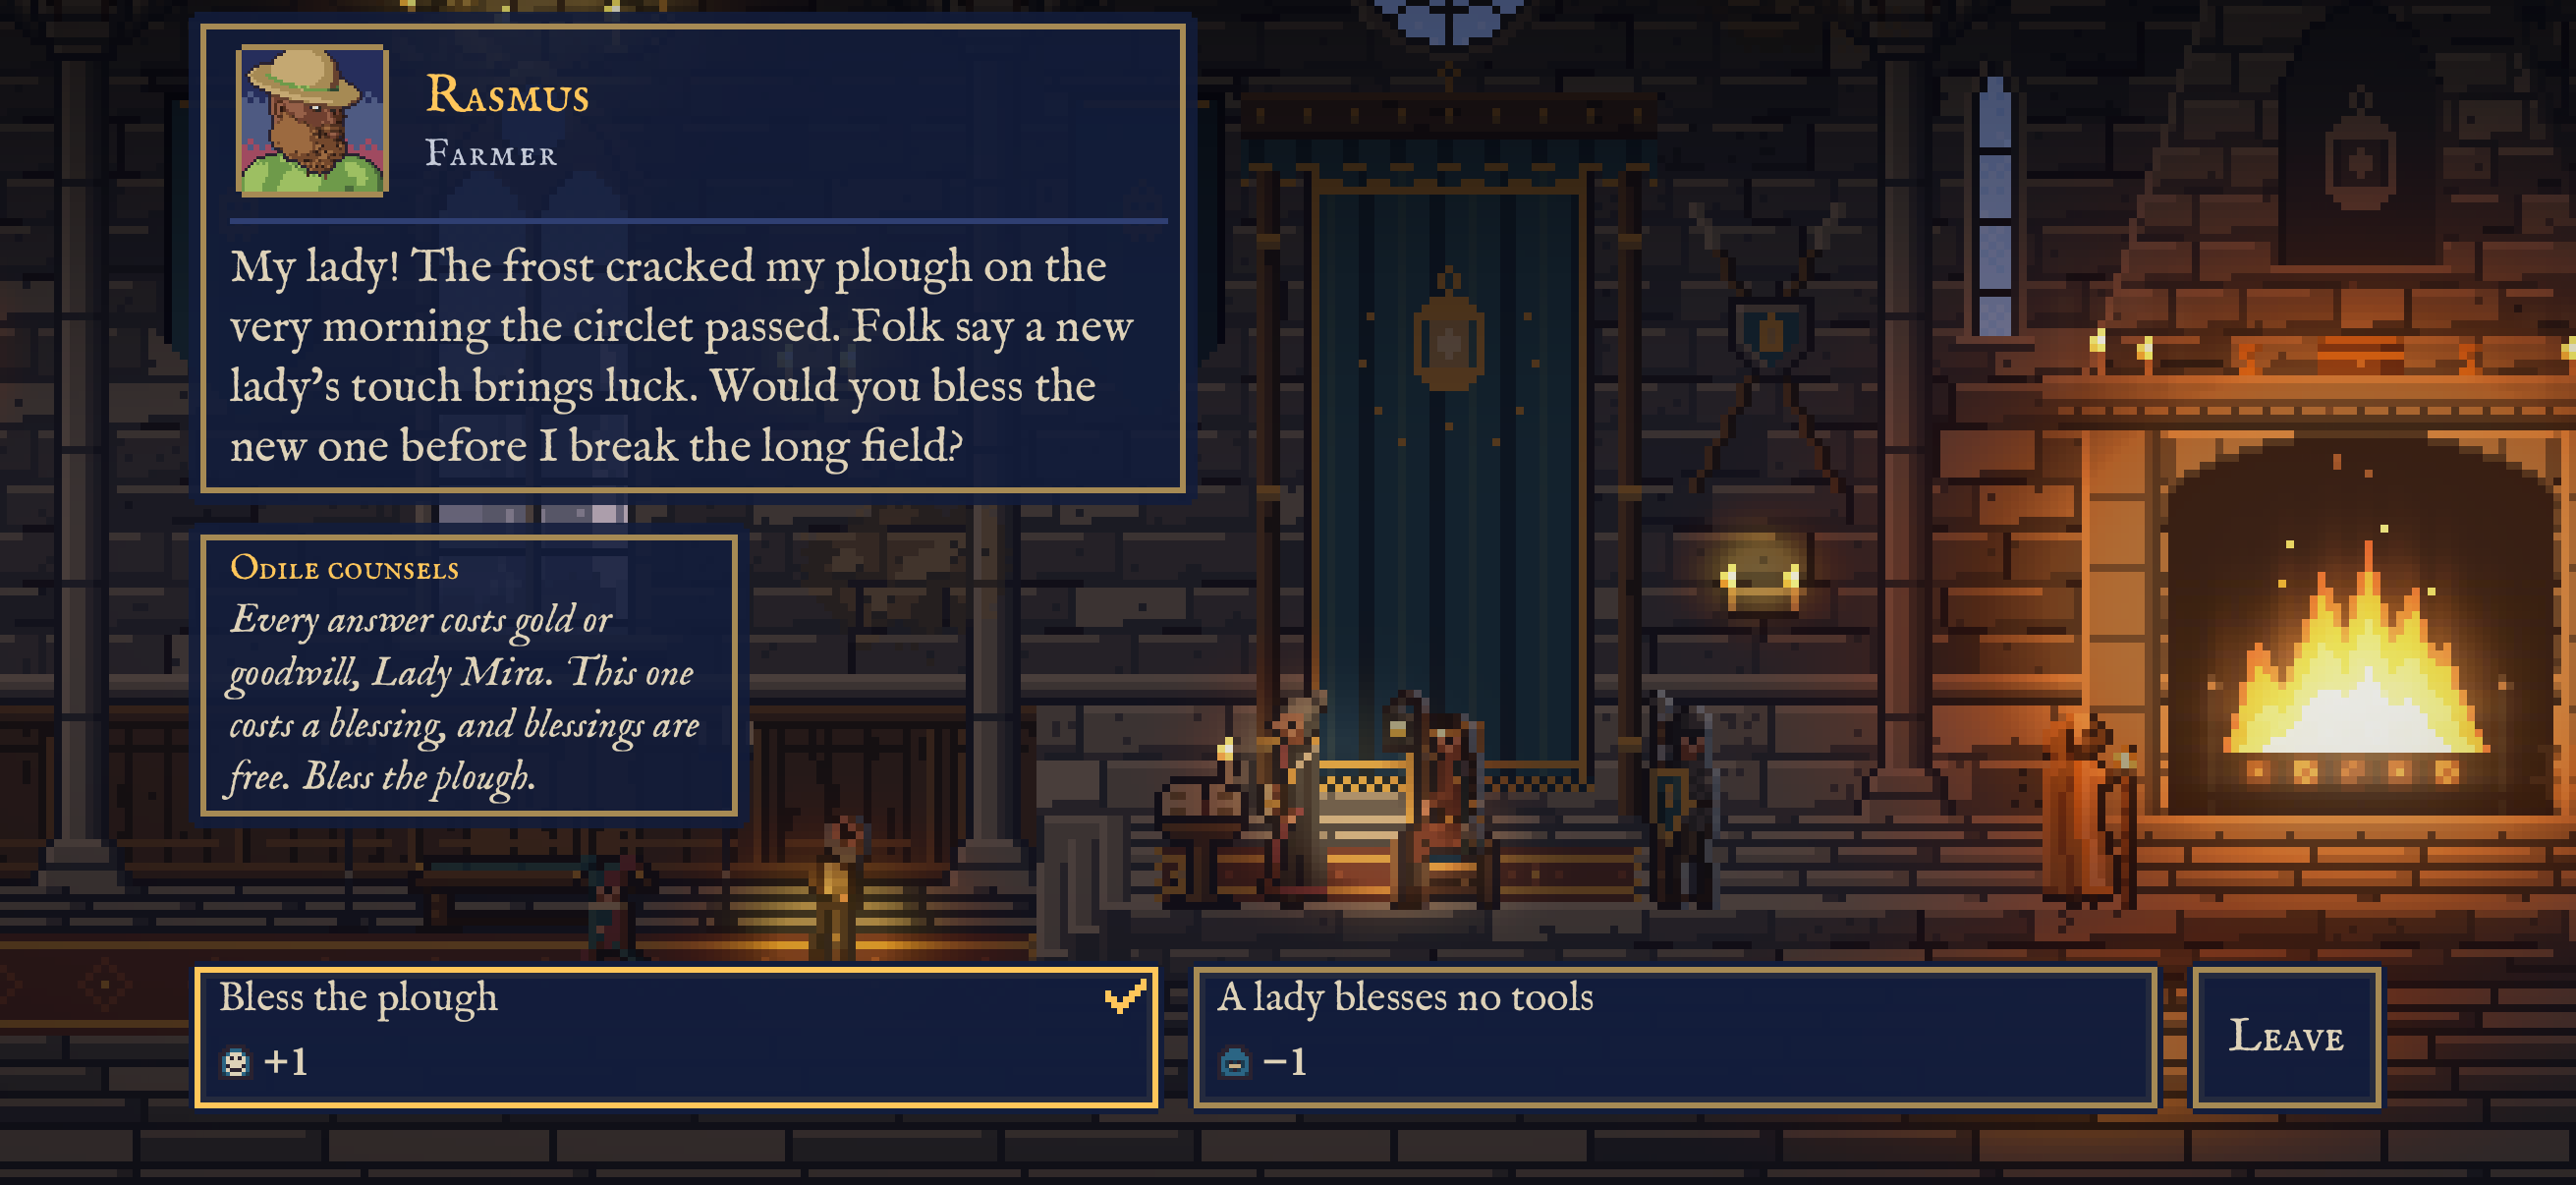 Rasmus
Farmer
My lady! The frost cracked my plough on the
very morning the circlet passed. Folk say a new
lady's touch brings luck. Would you bless the
new one before I break the long field?
Odile counsels
Every answer costs gold or
goodwill, Lady Mira. This one
costs a blessing, and blessings are
free. Bless the plough.
Bless the plough
+1
A lady blesses no tools
−1
Leave